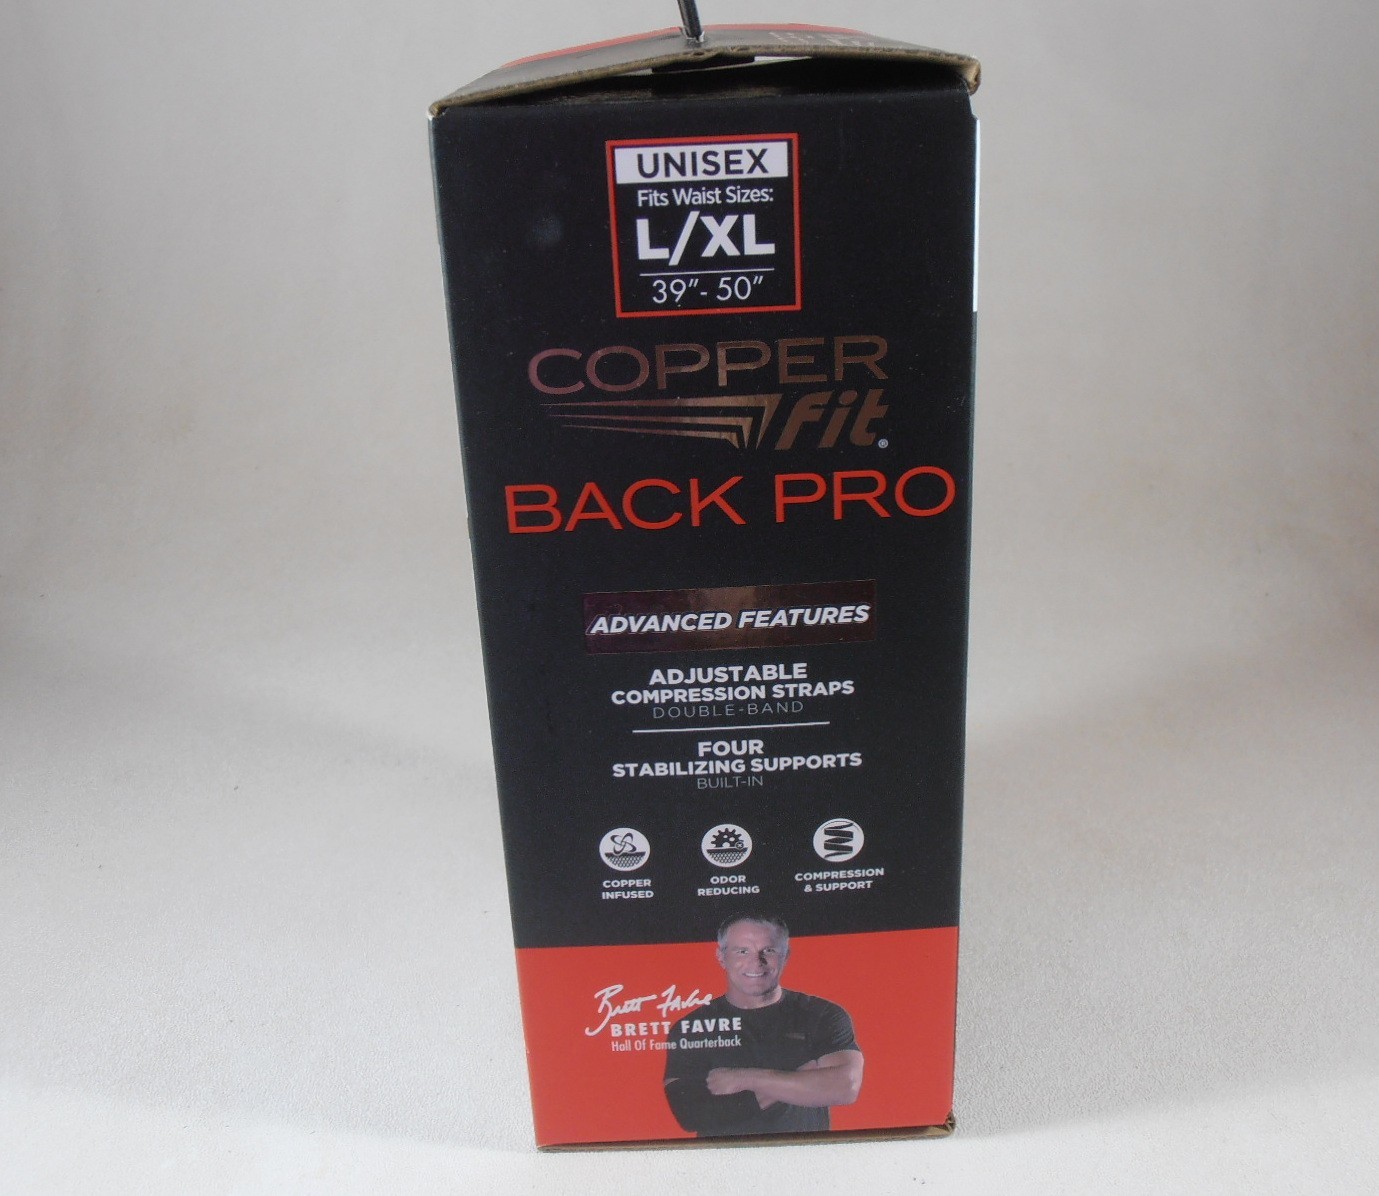 UNISEX
Fits Waist Sizes:
L/XL
39"- 50"
COPPER
Fit®
BACK PRO
ADVANCED FEATURES
ADJUSTABLE
COMPRESSION STRAPS
DOUBLE-BAND
FOUR
STABILIZING SUPPORTS
BUILT-IN
COPPER
INFUSED
ODOR
REDUCING
COMPRESSION
& SUPPORT
Brett Favre
BRETT FAVRE
Hall Of Fame Quarterback